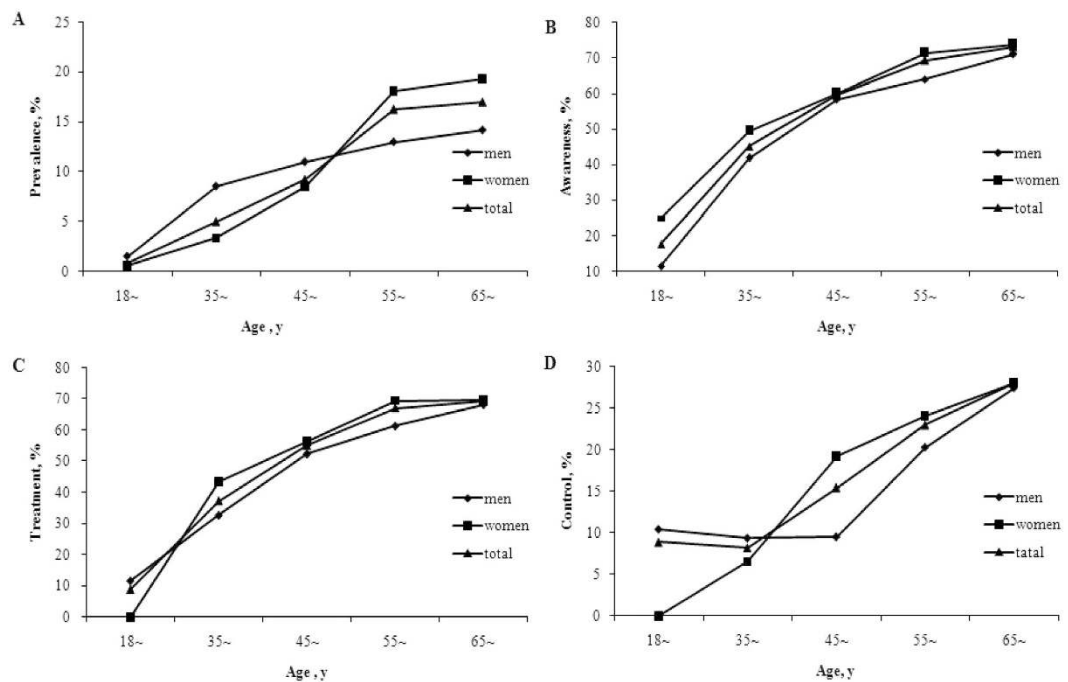 A
25
20
15
10
5
0
Prevalence, %
men
women
total
18~ 35~ 45~ 55~ 65~
Age , y
B
80
70
60
50
40
30
20
10
Awareness, %
men
women
total
18~ 35~ 45~ 55~ 65~
Age, y
C
80
70
60
50
40
30
20
10
0
Treatment, %
men
women
total
18~ 35~ 45~ 55~ 65~
Age , y
D
30
25
20
15
10
5
0
Control, %
men
women
tatal
18~ 35~ 45~ 55~ 65~
Age, y